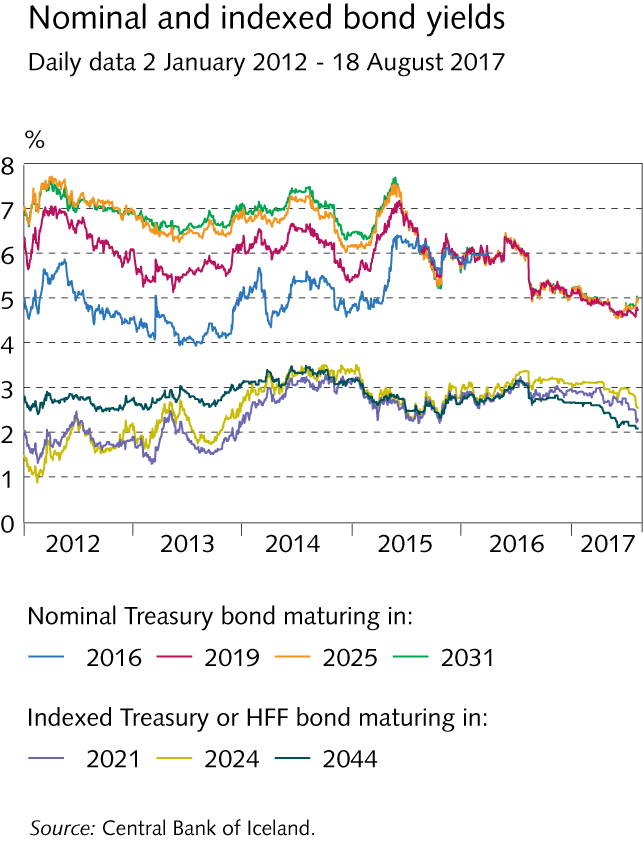 Nominal and indexed bond yields
Daily data 2 January 2012 - 18 August 2017
%
8
7
6
5
4
3
2
1
0
2012 2013 2014 2015 2016 2017
Nominal Treasury bond maturing in:
2016 2019 2025 2031
Indexed Treasury or HFF bond maturing in:
2021 2024 2044
Source: Central Bank of Iceland.